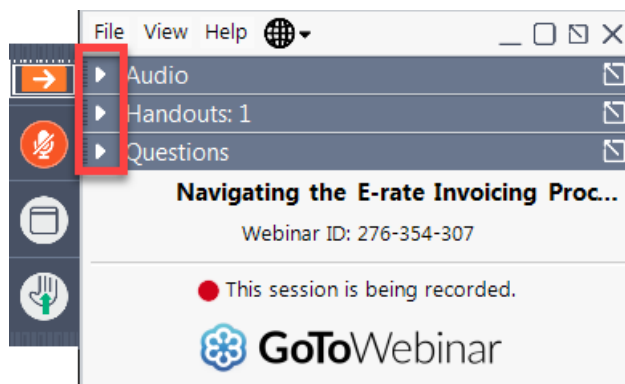 File View Help
Audio
Handouts: 1
Questions
Navigating the E-rate Invoicing Proc...
Webinar ID: 276-354-307
This session is being recorded.
GoToWebinar